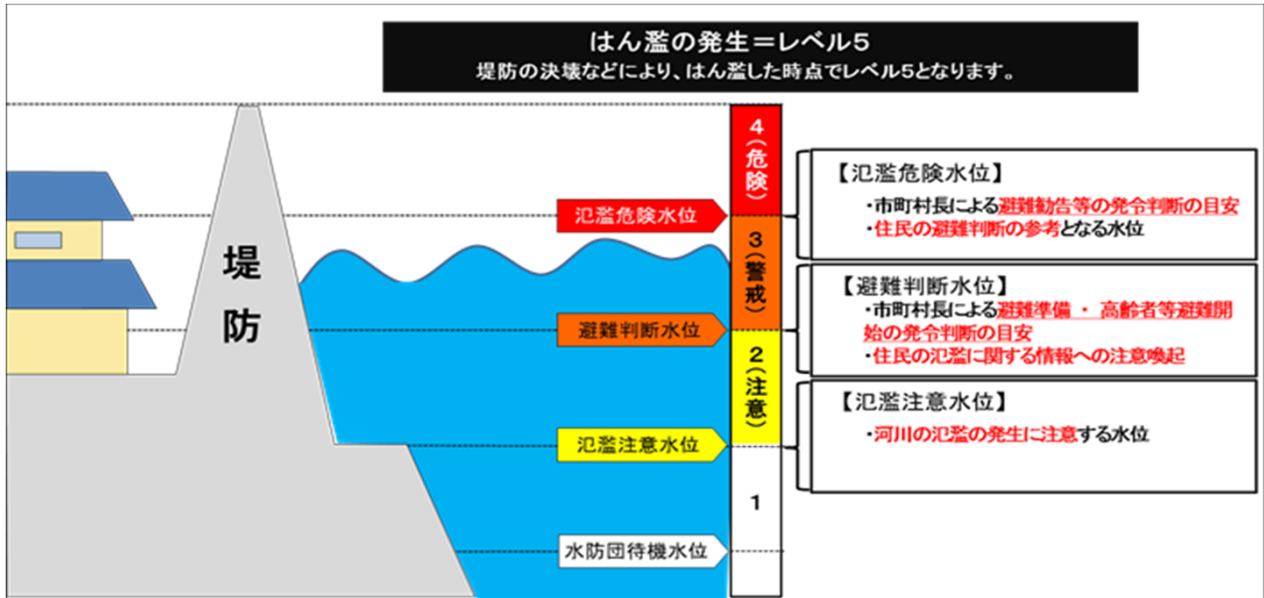 はん濫の発生＝レベル５
堤防の決壊などにより、はん濫した時点でレベル５となります。
４（危険）
【氾濫危険水位】
・市町村長による避難勧告等の発令判断の目安
・住民の避難判断の参考となる水位
氾濫危険水位
堤防
３（警戒）
【避難判断水位】
・市町村長による避難準備 ・ 高齢者等避難開
始の発令判断の目安
・住民の氾濫に関する情報への注意喚起
避難判断水位
２（注意）
【氾濫注意水位】
・河川の氾濫の発生に注意する水位
氾濫注意水位
１
水防団待機水位